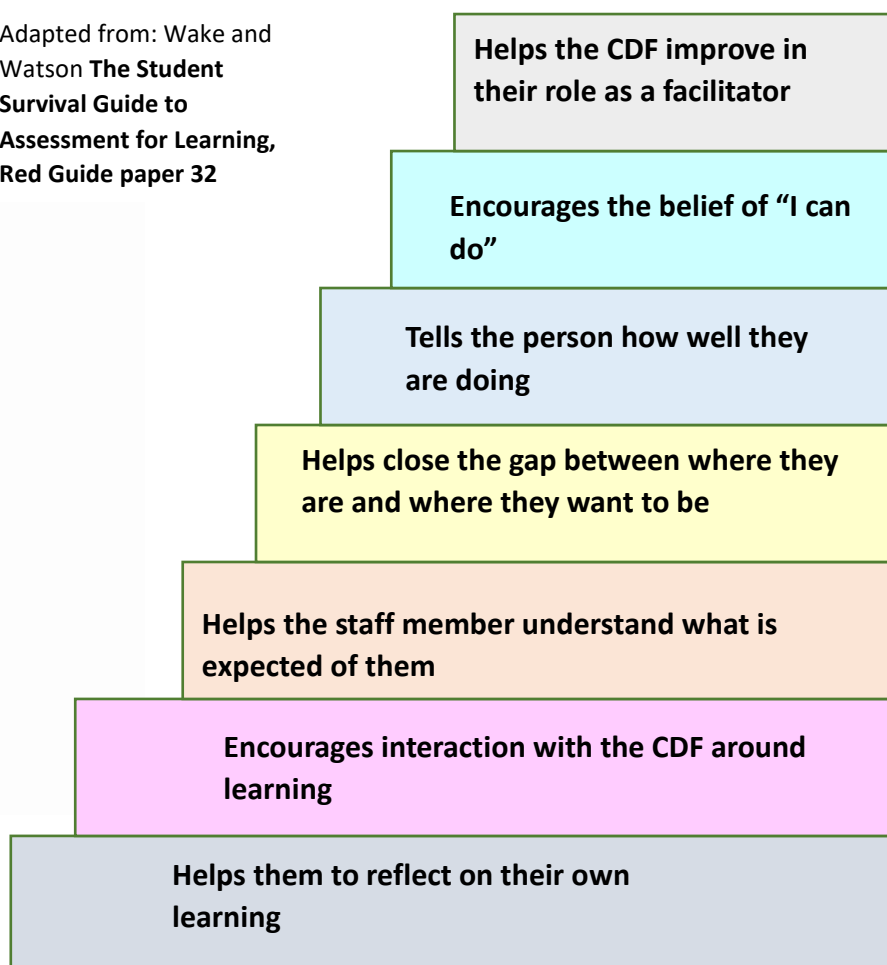 Adapted from: Wake and
Watson The Student
Survival Guide to
Assessment for Learning,
Red Guide paper 32
Helps the CDF improve in
their role as a facilitator
Encourages the belief of “I can
do”
Tells the person how well they
are doing
Helps close the gap between where they
are and where they want to be
Helps the staff member understand what is
expected of them
Encourages interaction with the CDF around
learning
Helps them to reflect on their own
learning